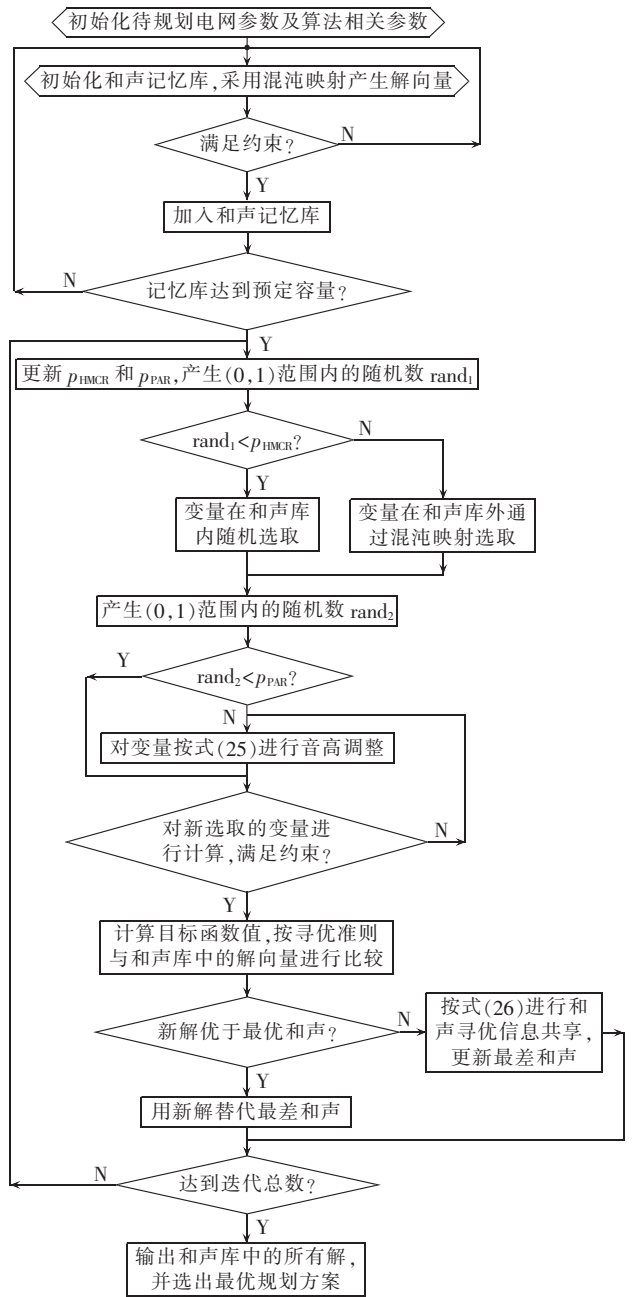 初始化待规划电网参数及算法相关参数
初始化和声记忆库,采用混沌映射产生解向量
满足约束?
N
Y
加入和声记忆库
N
记忆库达到预定容量?
Y
更新 pHMCR 和 pPAR,产生(0,1)范围内的随机数 rand1
rand1<pHMCR?
N
Y
变量在和声库
内随机选取
变量在和声库外通
过混沌映射选取
产生(0,1)范围内的随机数 rand2
Y
rand2<pPAR?
N
对变量按式(25)进行音高调整
对新选取的变量进
行计算,满足约束?
N
Y
计算目标函数值,按寻优准则
与和声库中的解向量进行比较
新解优于最优和声?
N
按式(26)进行和
声寻优信息共享,
更新最差和声
Y
用新解替代最差和声
N
达到迭代总数?
Y
输出和声库中的所有解,
并选出最优规划方案